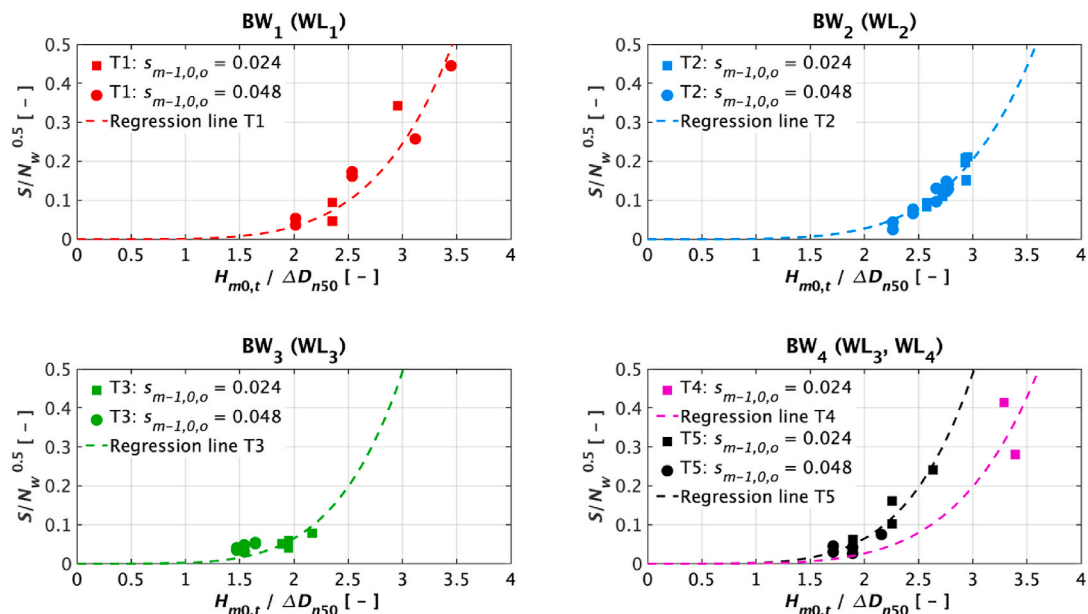 BW1 (WL1)
0.5
0.4
0.3
0.2
0.1
0
S/Nw^0.5 [ - ]
T1: sm−1,0,o = 0.024
T1: sm−1,0,o = 0.048
Regression line T1
0 0.5 1 1.5 2 2.5 3 3.5 4
Hm0,t / ΔDn50 [ - ]
BW2 (WL2)
0.5
0.4
0.3
0.2
0.1
0
S/Nw^0.5 [ - ]
T2: sm−1,0,o = 0.024
T2: sm−1,0,o = 0.048
Regression line T2
0 0.5 1 1.5 2 2.5 3 3.5 4
Hm0,t / ΔDn50 [ - ]
BW3 (WL3)
0.5
0.4
0.3
0.2
0.1
0
S/Nw^0.5 [ - ]
T3: sm−1,0,o = 0.024
T3: sm−1,0,o = 0.048
Regression line T3
0 0.5 1 1.5 2 2.5 3 3.5 4
Hm0,t / ΔDn50 [ - ]
BW4 (WL3, WL4)
0.5
0.4
0.3
0.2
0.1
0
S/Nw^0.5 [ - ]
T4: sm−1,0,o = 0.024
Regression line T4
T5: sm−1,0,o = 0.024
T5: sm−1,0,o = 0.048
Regression line T5
0 0.5 1 1.5 2 2.5 3 3.5 4
Hm0,t / ΔDn50 [ - ]